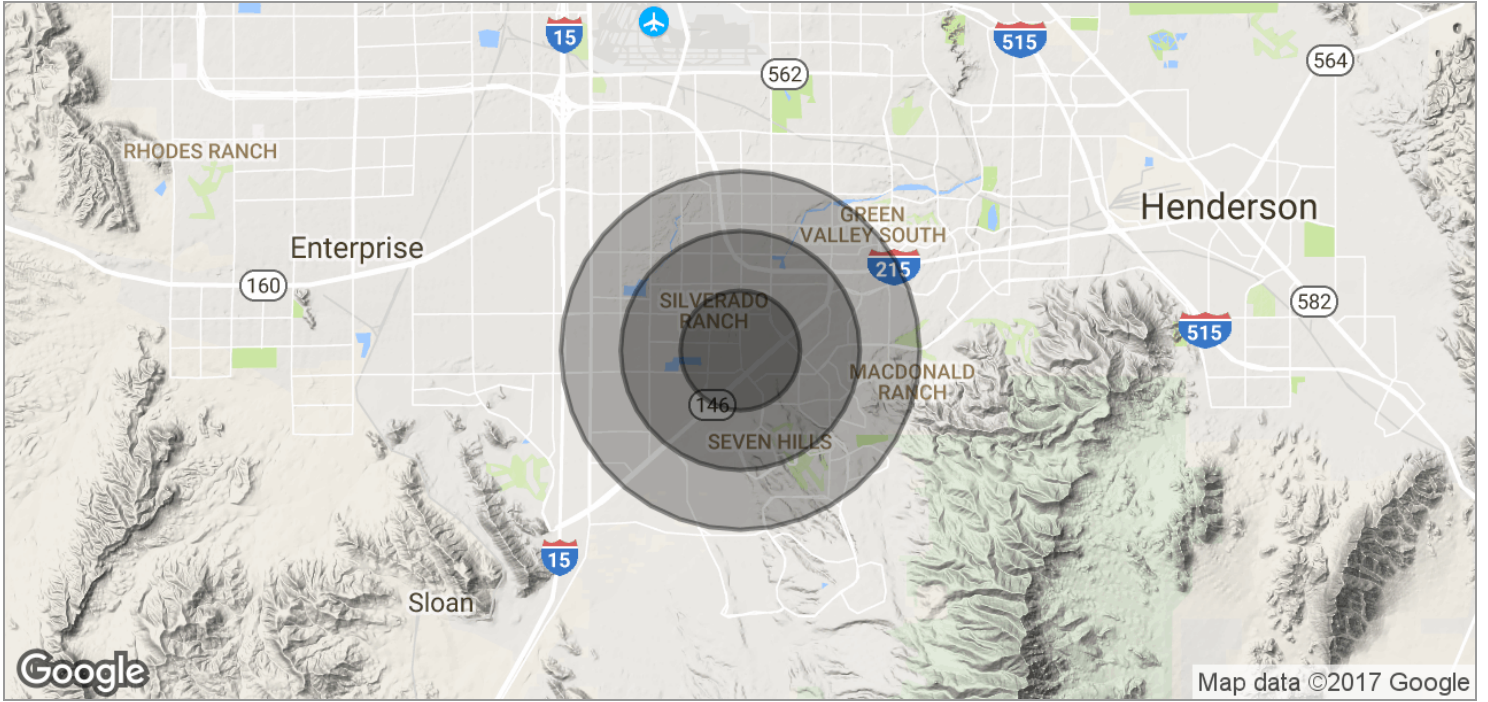 15
515
562
564
RHODES RANCH
Henderson
GREEN
VALLEY SOUTH
Enterprise
215
160
SILVERADO
RANCH
582
515
MACDONALD
RANCH
146
SEVEN HILLS
15
Sloan
Google
Map data ©2017 Google